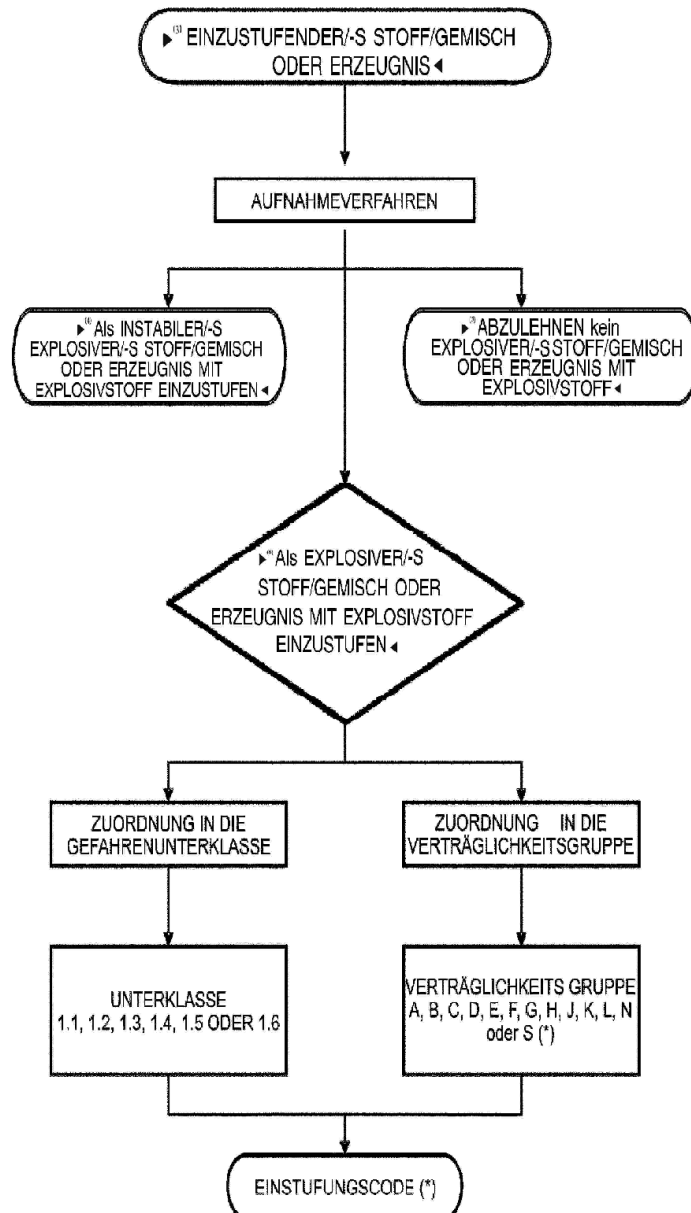 ▶(3) EINZUSTUFENDER/-S STOFF/GEMISCH
ODER ERZEUGNIS◀
AUFNAHMEVERFAHREN
▶ Als INSTABILER/-S
EXPLOSIVER/-S STOFF/GEMISCH
ODER ERZEUGNIS MIT
EXPLOSIVSTOFF EINZUSTUFEN◀
▶ ABZULEHNEN kein
EXPLOSIVER/-S STOFF/GEMISCH
ODER ERZEUGNIS MIT
EXPLOSIVSTOFF◀
▶ Als EXPLOSIVER/-S
STOFF/GEMISCH ODER
ERZEUGNIS MIT EXPLOSIVSTOFF
EINZUSTUFEN◀
ZUORDNUNG IN DIE
GEFAHRENUNTERKLASSE
ZUORDNUNG IN DIE
VERTRÄGLICHKEITSGRUPPE
UNTERKLASSE
1.1, 1.2, 1.3, 1.4, 1.5 ODER 1.6
VERTRÄGLICHKEITS GRUPPE
A, B, C, D, E, F, G, H, J, K, L, N
oder S (*)
EINSTUFUNGSCODE (*)